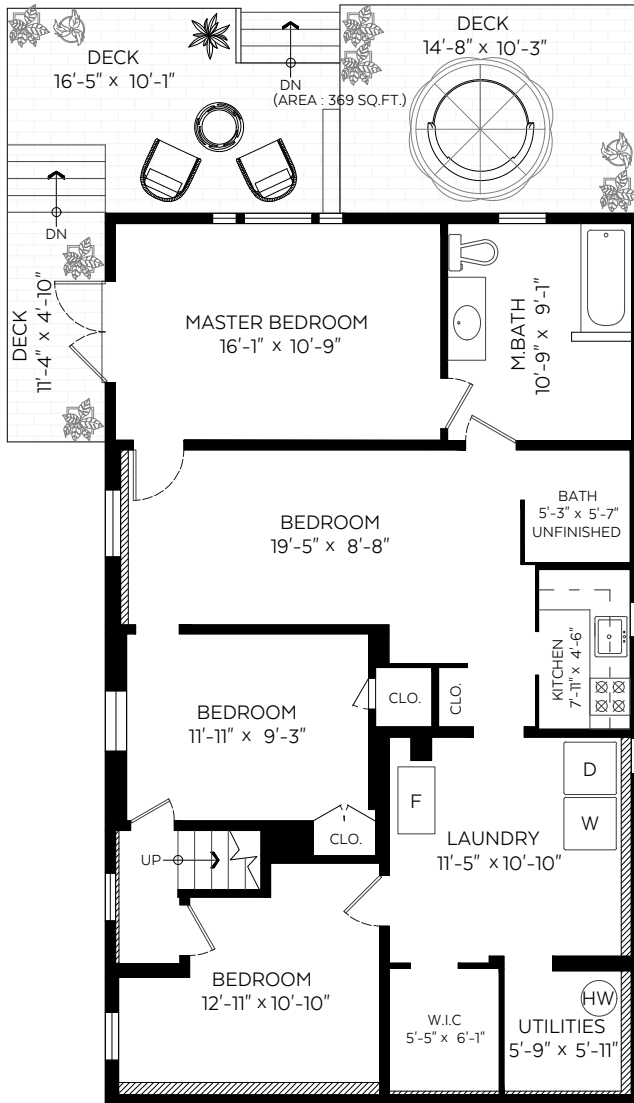 DECK
16'-5" x 10'-1"
DECK
14'-8" x 10'-3"
DN
(AREA : 369 SQ.FT.)
DN
DECK
11'-4" x 4'-10"
MASTER BEDROOM
16'-1" x 10'-9"
M.BATH
10'-9" x 9'-1"
BEDROOM
19'-5" x 8'-8"
BATH
5'-3" x 5'-7"
UNFINISHED
KITCHEN
7'-11" x 4'-6"
BEDROOM
11'-11" x 9'-3"
CLO.
CLO.
F
D
W
CLO.
LAUNDRY
11'-5" x 10'-10"
UP
BEDROOM
12'-11" x 10'-10"
W.I.C
5'-5" x 6'-1"
HW
UTILITIES
5'-9" x 5'-11"